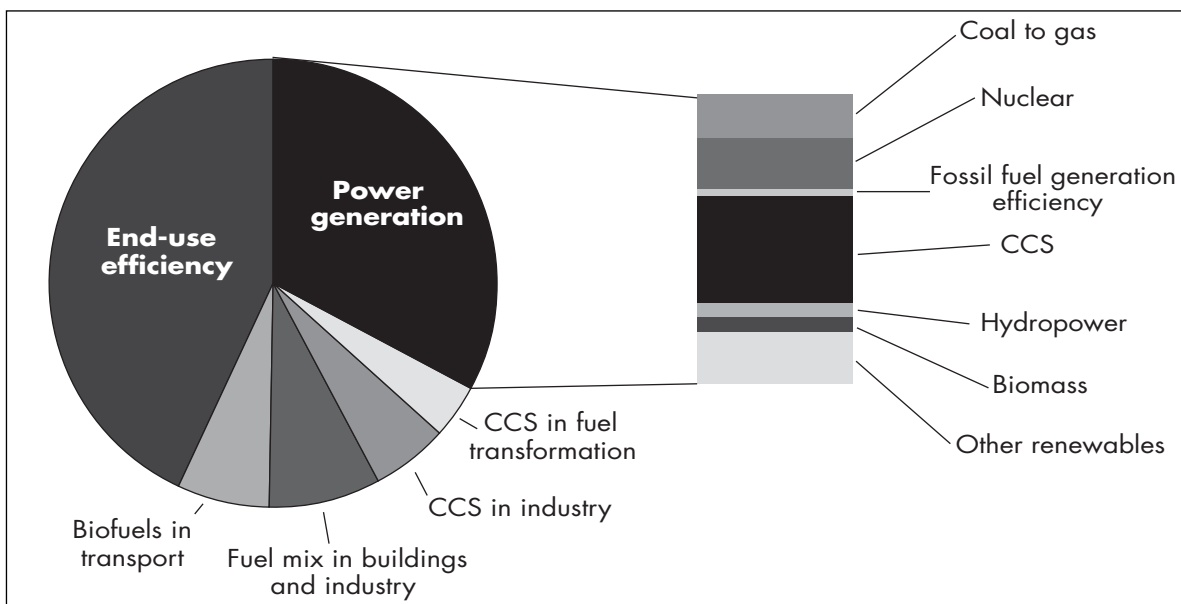 Coal to gas
Nuclear
Fossil fuel generation
efficiency
CCS
Hydropower
Biomass
Other renewables
Power
generation
End-use
efficiency
CCS in fuel
transformation
CCS in industry
Fuel mix in buildings
and industry
Biofuels in
transport